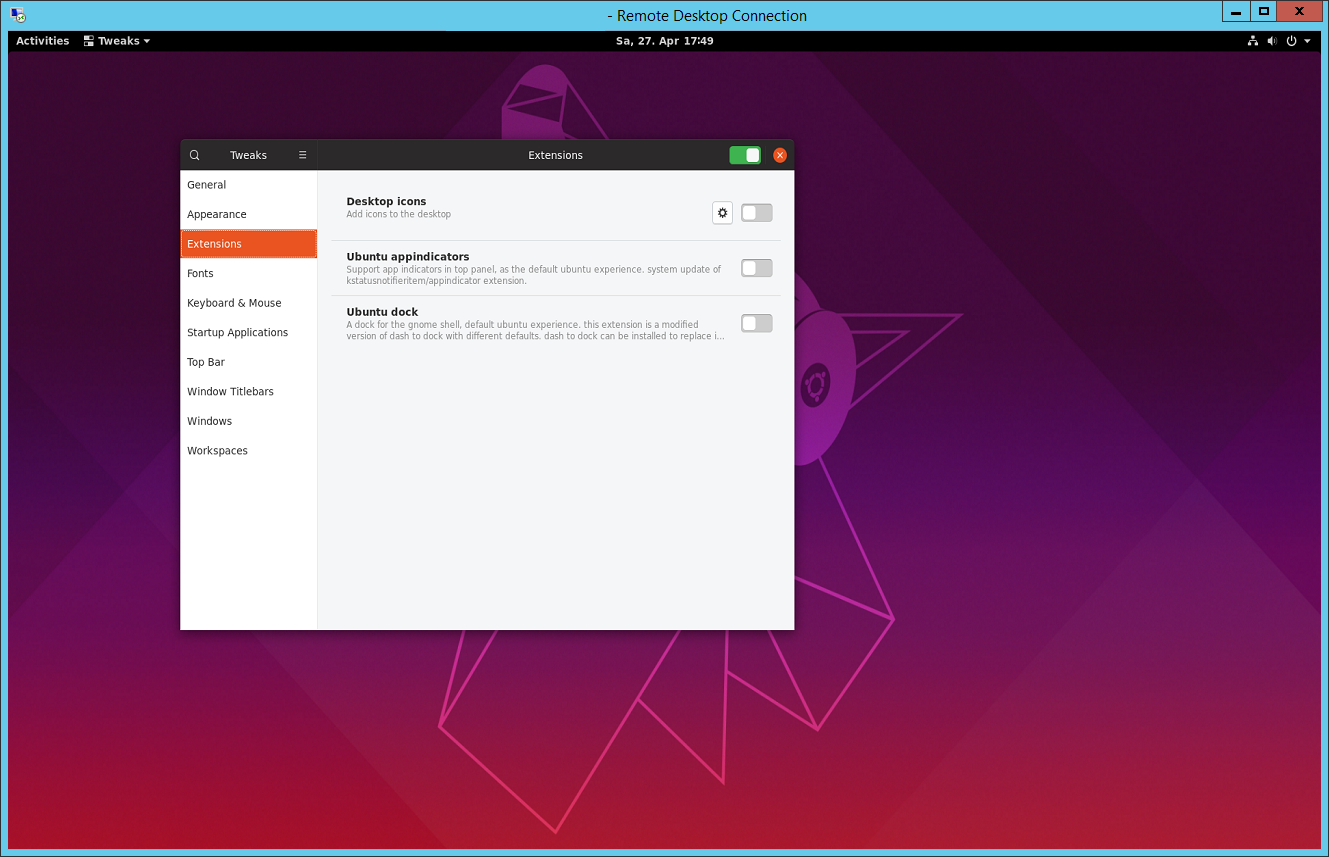 - Remote Desktop Connection
Activities Tweaks Sa, 27. Apr 17:49
Tweaks Extensions
General
Appearance
Extensions
Fonts
Keyboard & Mouse
Startup Applications
Top Bar
Window Titlebars
Windows
Workspaces
Desktop icons
Add icons to the desktop
Ubuntu appindicators
Support app indicators in top panel, as the default ubuntu experience. system update of
kstatusnotifieritem/appindicator extension.
Ubuntu dock
A dock for the gnome shell, default ubuntu experience. this extension is a modified
version of dash to dock with different defaults. dash to dock can be installed to replace i...